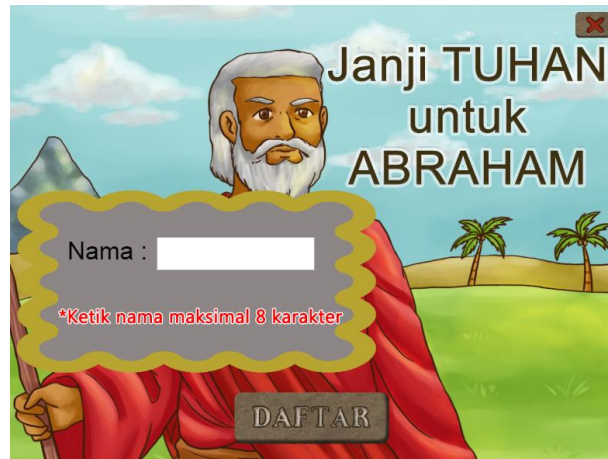 Janji TUHAN
untuk
ABRAHAM
Nama :
*Ketik nama maksimal 8 karakter
DAFTAR